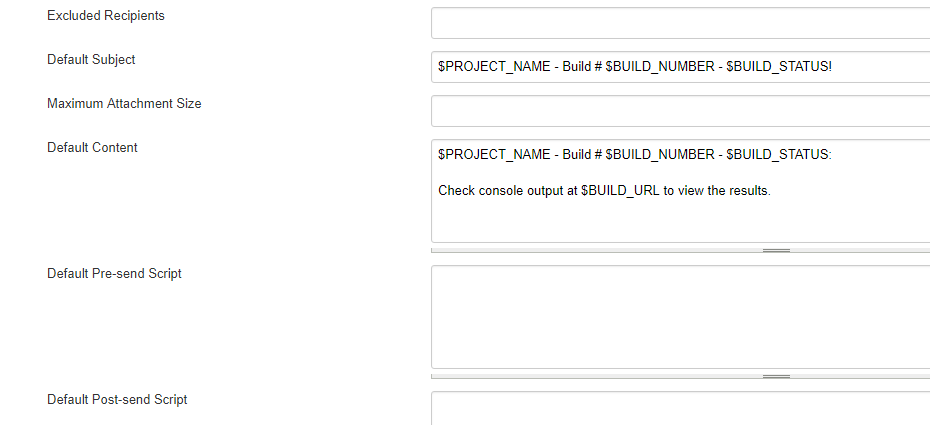 Excluded Recipients
Default Subject
$PROJECT_NAME - Build # $BUILD_NUMBER - $BUILD_STATUS!
Maximum Attachment Size
Default Content
$PROJECT_NAME - Build # $BUILD_NUMBER - $BUILD_STATUS:
Check console output at $BUILD_URL to view the results.
Default Pre-send Script
Default Post-send Script